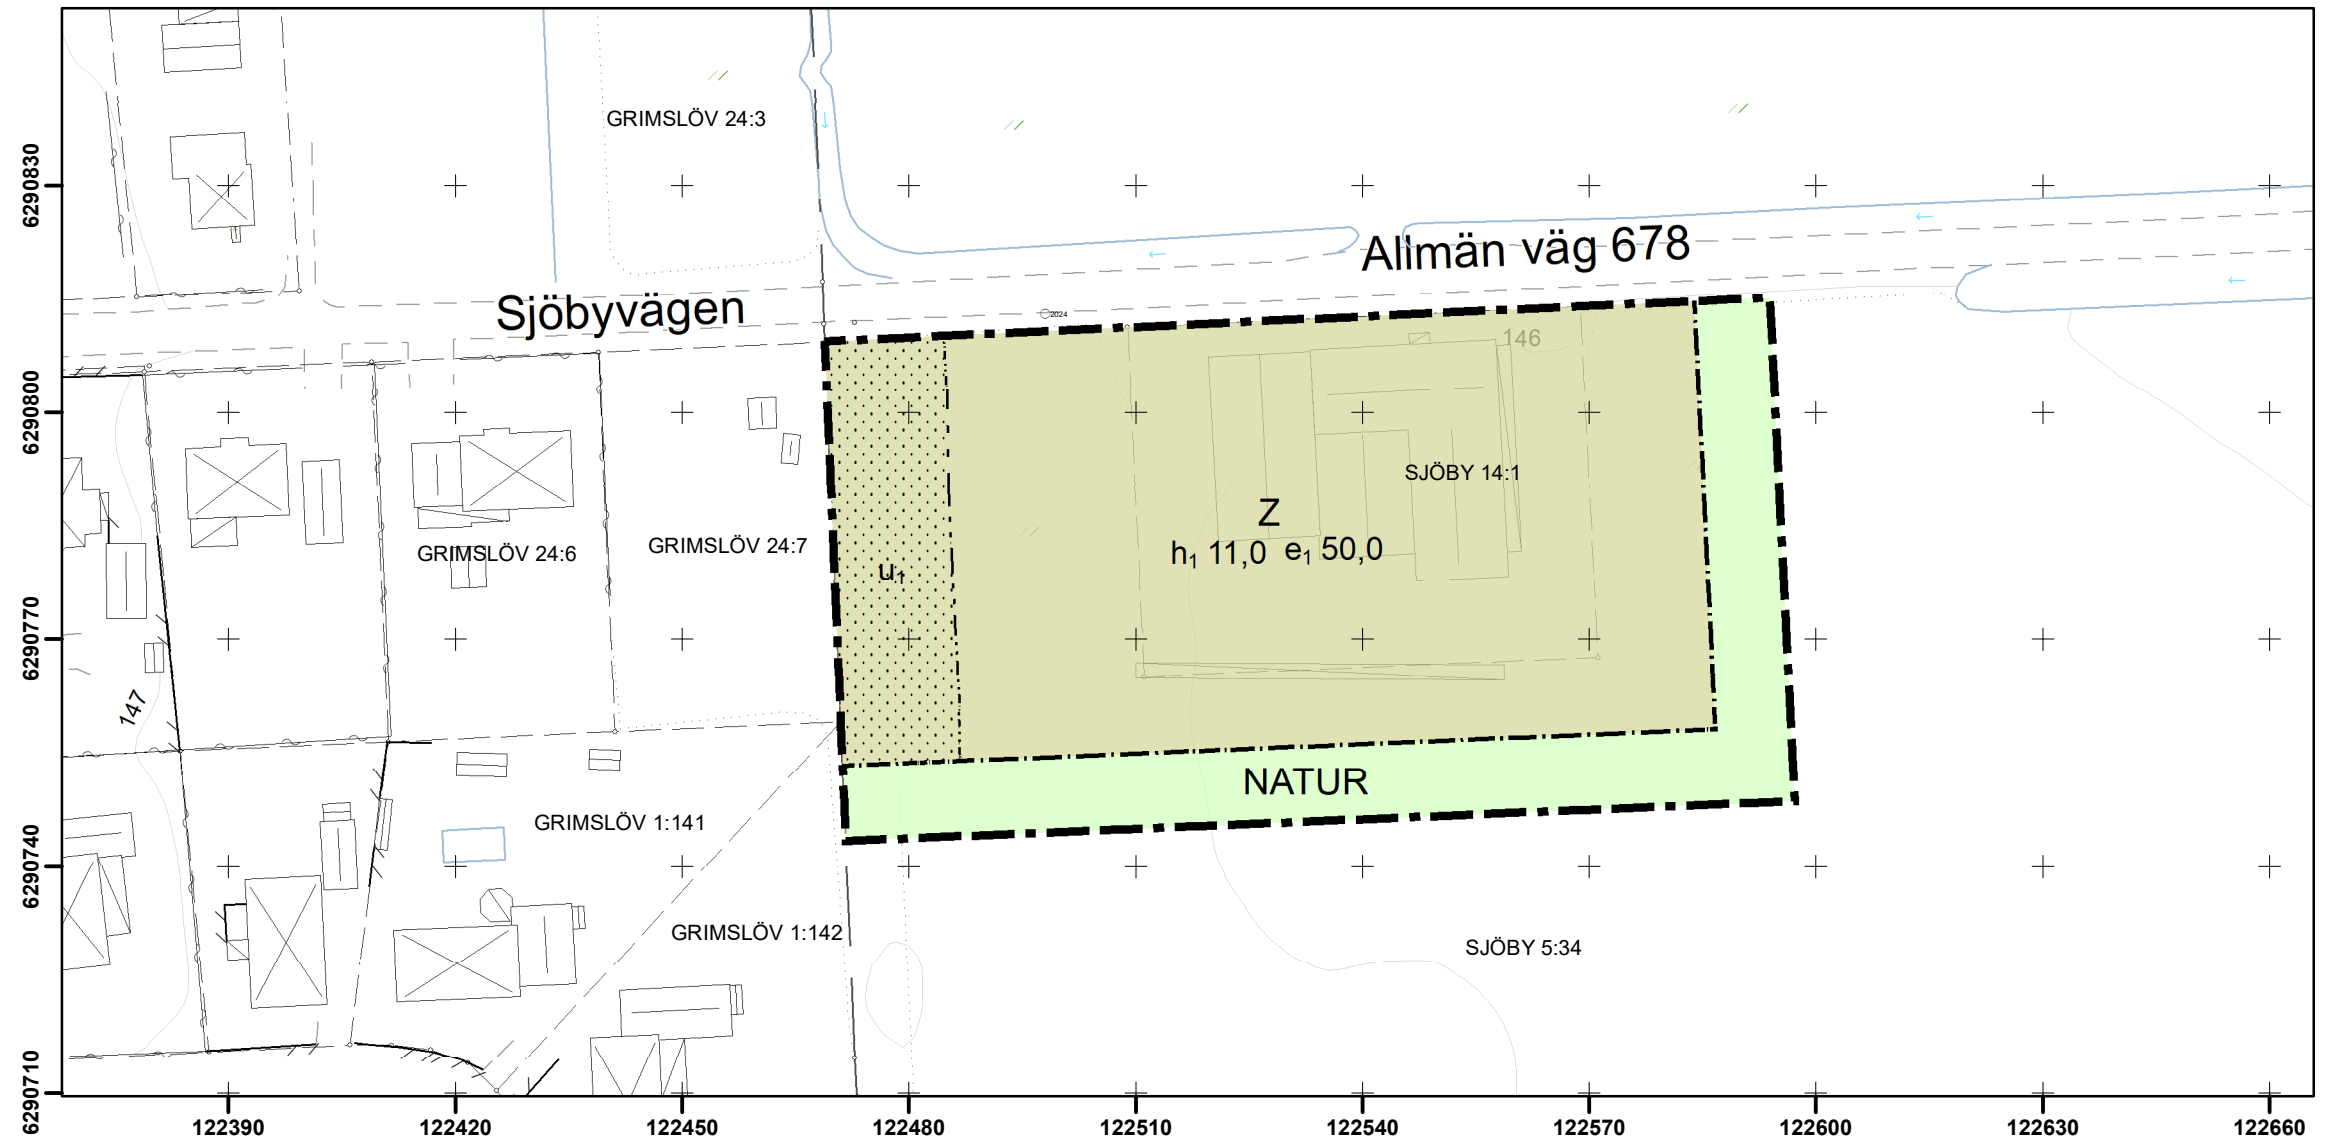 GRIMSLÖV 24:3
6290830
Allmän väg 678
Sjöbyvägen
2024
146
6290800
SJÖBY 14:1
Z
GRIMSLÖV 24:6
GRIMSLÖV 24:7
u₁
h₁ 11,0 e₁ 50,0
6290770
147
NATUR
GRIMSLÖV 1:141
6290740
GRIMSLÖV 1:142
SJÖBY 5:34
6290710
122390 122420 122450 122480 122510 122540 122570 122600 122630 122660